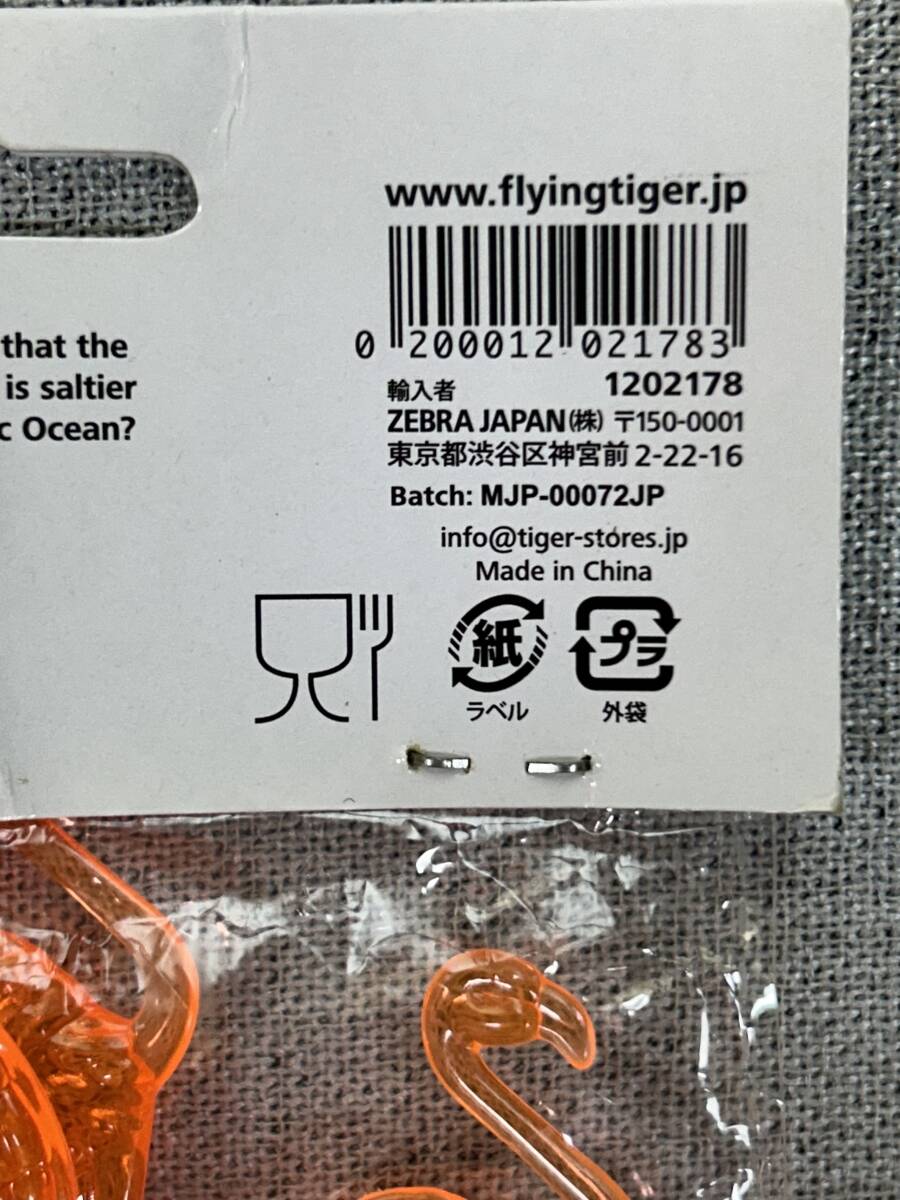 www.flyingtiger.jp
0 200012 021783
that the
is saltier
c Ocean?
輸入者 1202178
ZEBRA JAPAN(株) 〒150-0001
東京都渋谷区神宮前 2-22-16
Batch: MJP-00072JP
info@tiger-stores.jp
Made in China
紙 プラ
ラベル 外袋